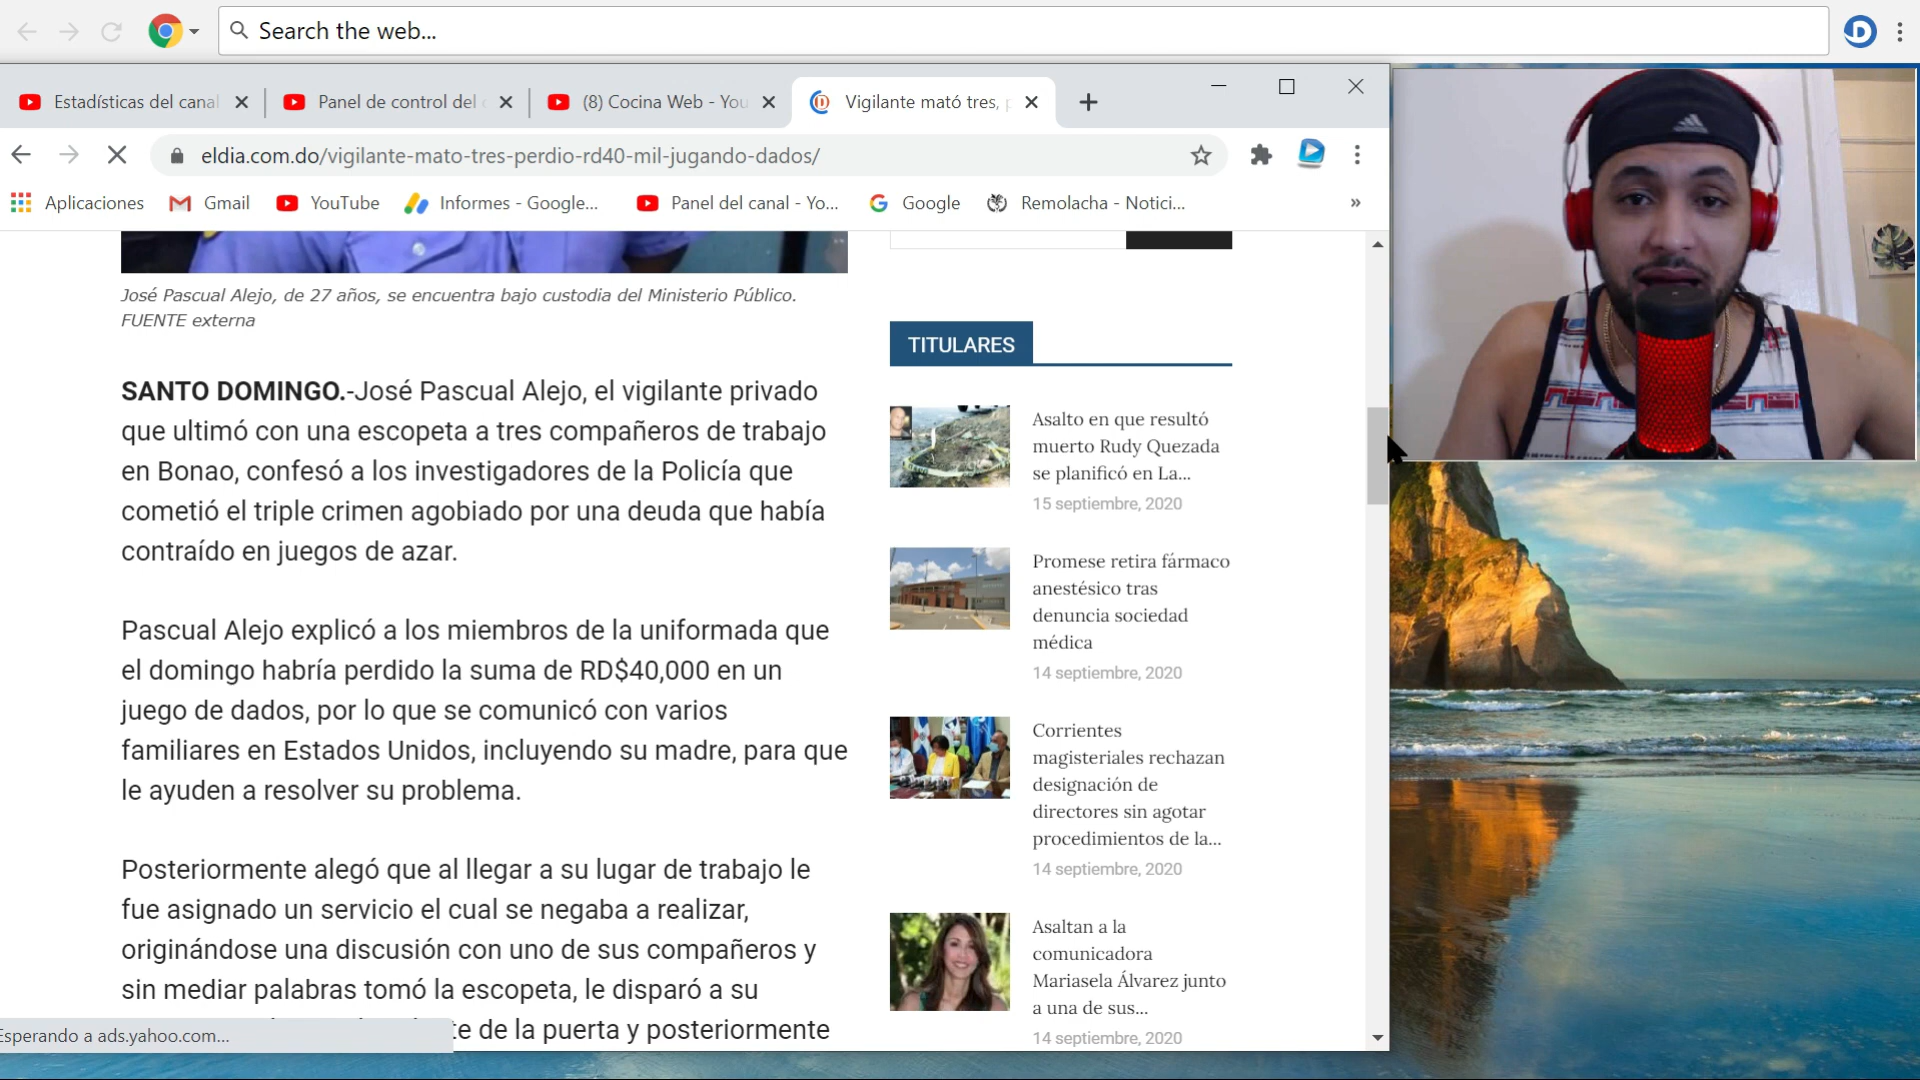 Search the web...
Estadísticas del canal
Panel de control del c
(8) Cocina Web - You
Vigilante mató tres, p
eldia.com.do/vigilante-mato-tres-perdio-rd40-mil-jugando-dados/
Aplicaciones
Gmail
YouTube
Informes - Google...
Panel del canal - Yo...
Google
Remolacha - Notici...
»
José Pascual Alejo, de 27 años, se encuentra bajo custodia del Ministerio Público.
FUENTE externa
SANTO DOMINGO.-José Pascual Alejo, el vigilante privado
que ultimó con una escopeta a tres compañeros de trabajo
en Bonao, confesó a los investigadores de la Policía que
cometió el triple crimen agobiado por una deuda que había
contraído en juegos de azar.
Pascual Alejo explicó a los miembros de la uniformada que
el domingo habría perdido la suma de RD$40,000 en un
juego de dados, por lo que se comunicó con varios
familiares en Estados Unidos, incluyendo su madre, para que
le ayuden a resolver su problema.
Posteriormente alegó que al llegar a su lugar de trabajo le
fue asignado un servicio el cual se negaba a realizar,
originándose una discusión con uno de sus compañeros y
sin mediar palabras tomó la escopeta, le disparó a su
te de la puerta y posteriormente
Esperando a ads.yahoo.com...
TITULARES
Asalto en que resultó
muerto Rudy Quezada
se planificó en La...
15 septiembre, 2020
Promese retira fármaco
anestésico tras
denuncia sociedad
médica
14 septiembre, 2020
Corrientes
magisteriales rechazan
designación de
directores sin agotar
procedimientos de la...
14 septiembre, 2020
Asaltan a la
comunicadora
Mariasela Álvarez junto
a una de sus...
14 septiembre, 2020